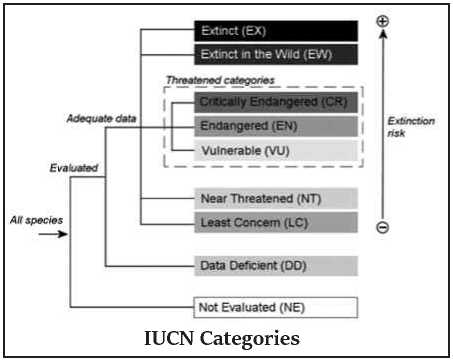 Extinct (EX)
Extinct in the Wild (EW)
Threatened categories
Critically Endangered (CR)
Adequate data
Endangered (EN)
Extinction
risk
Vulnerable (VU)
Evaluated
Near Threatened (NT)
All species
Least Concern (LC)
Data Deficient (DD)
Not Evaluated (NE)
IUCN Categories